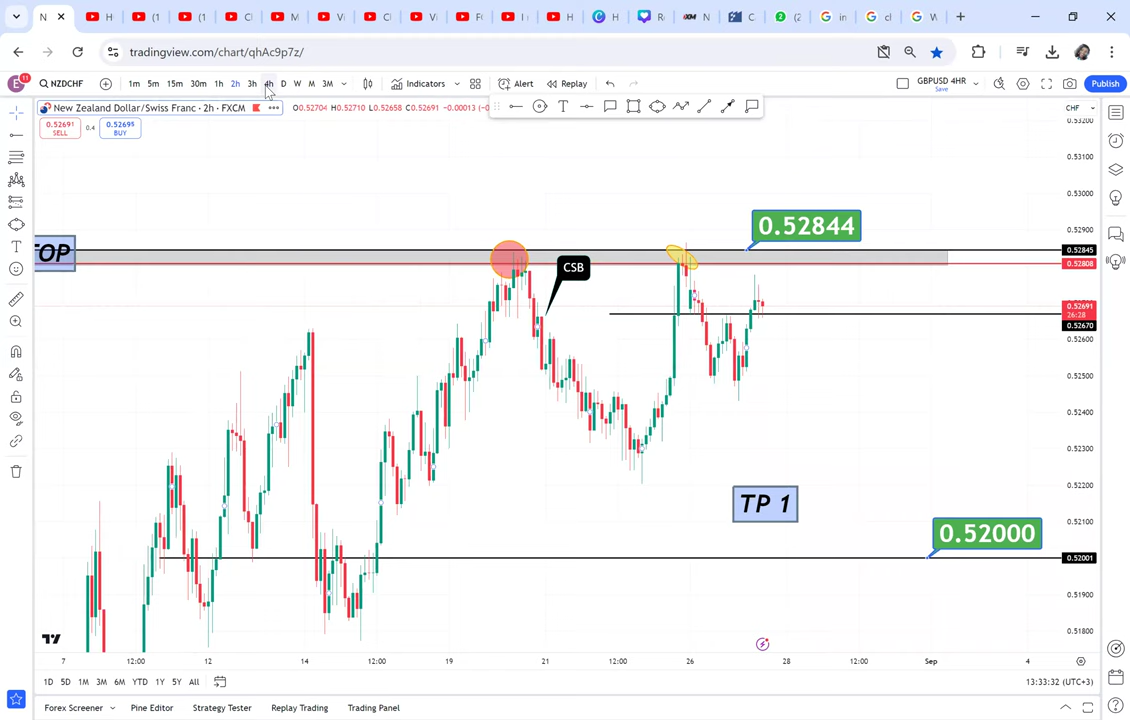 N
tradingview.com/chart/qhAc9p7z/
E
11
NZDCHF
1m 5m 15m 30m 1h 2h 3h 4h D W M 3M
Indicators
Alert
Replay
GBPUSD 4HR
Save
Publish
New Zealand Dollar/Swiss Franc · 2h · FXCM
O0.52704 H0.52710 L0.52658 C0.52691 -0.00013
CHF
0.52691
SELL
0.4
0.52695
BUY
0.53200
0.53100
0.53000
0.52900
0.52844
0.52845
0.52808
OP
CSB
0.52691
26:28
0.52670
0.52600
0.52500
0.52400
0.52300
0.52200
0.52100
TP 1
0.52000
0.52001
0.51900
0.51800
7 12:00 12 14 12:00 19 21 12:00 26 28 12:00 Sep 4
1D 5D 1M 3M 6M YTD 1Y 5Y All
13:33:32 (UTC+3)
Forex Screener Pine Editor Strategy Tester Replay Trading Trading Panel